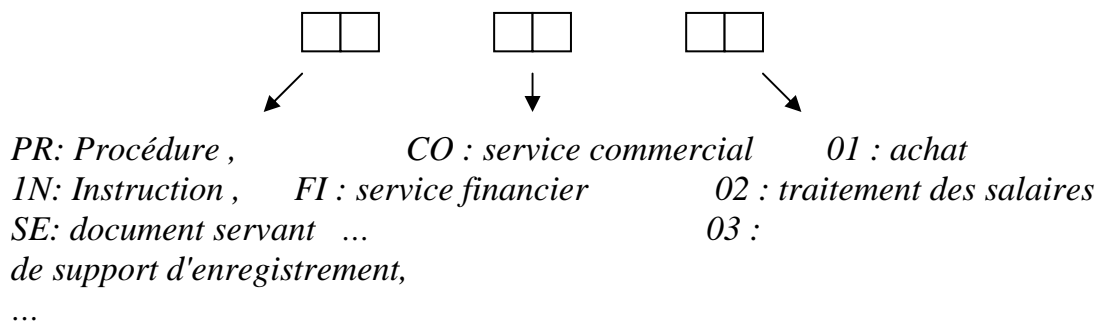 PR: Procédure , CO : service commercial 01 : achat
1N: Instruction , FI : service financier 02 : traitement des salaires
SE: document servant ... 03 :
de support d'enregistrement,
...